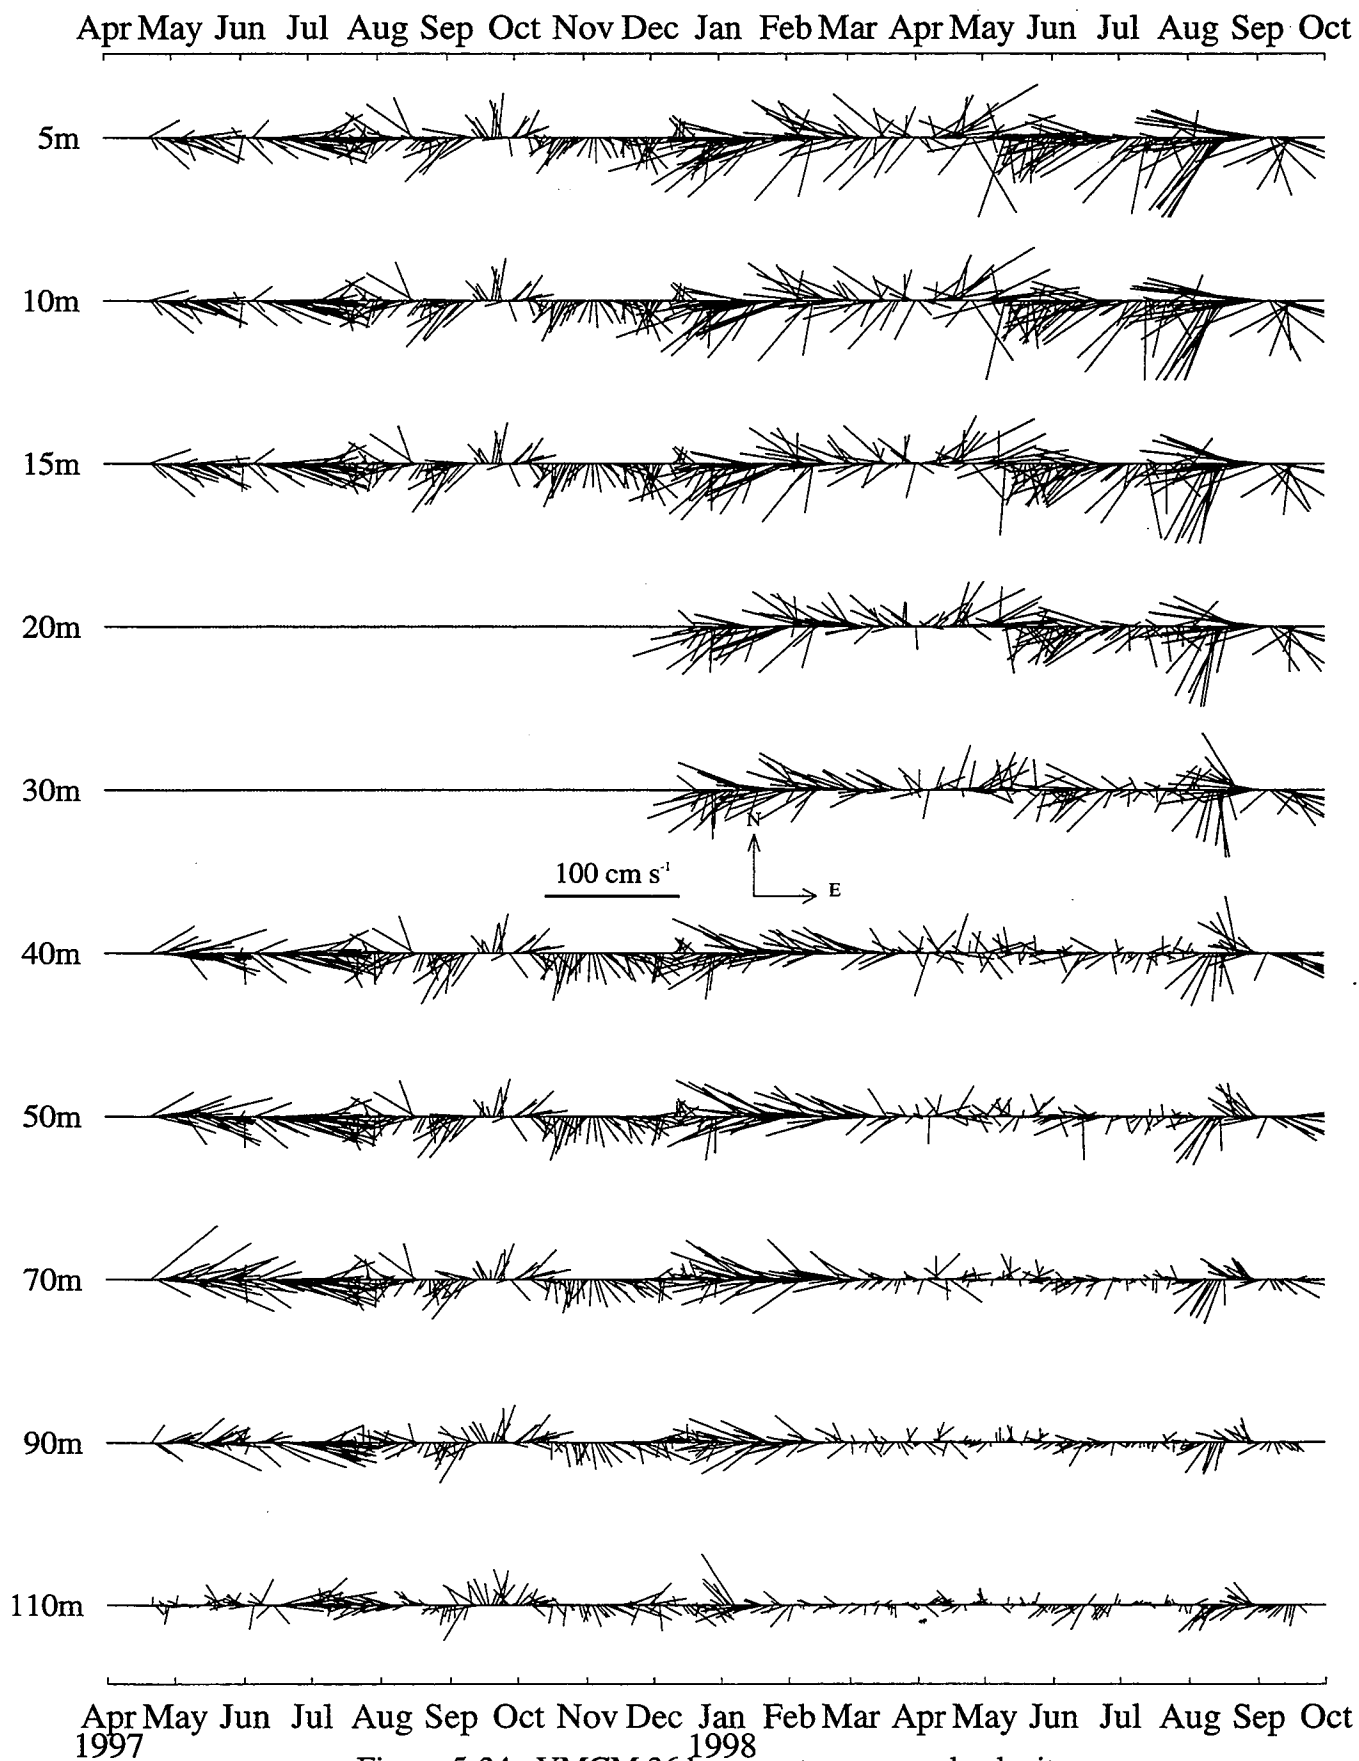 Apr May Jun Jul Aug Sep Oct Nov Dec Jan Feb Mar Apr May Jun Jul Aug Sep Oct
5m
10m
15m
20m
30m
N
100 cm s⁻¹
E
40m
50m
70m
90m
110m
Apr May Jun Jul Aug Sep Oct Nov Dec Jan Feb Mar Apr May Jun Jul Aug Sep Oct
1997 1998